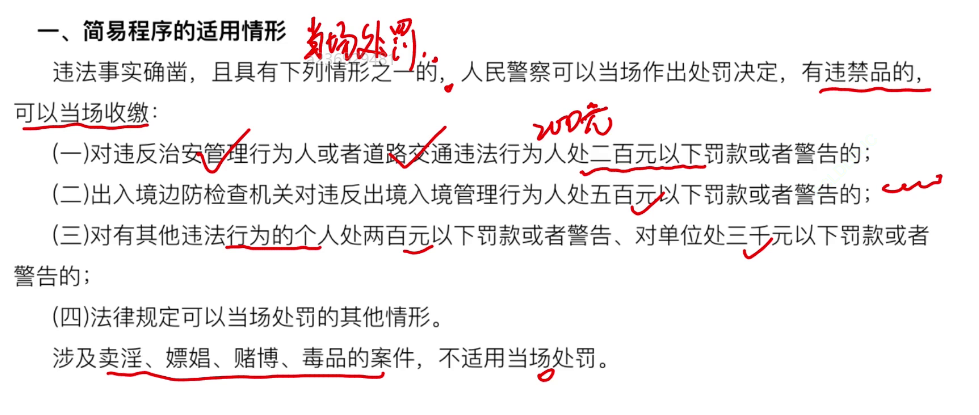 一、简易程序的适用情形 当场处罚
违法事实确凿，且具有下列情形之一的，人民警察可以当场作出处罚决定，有违禁品的，
可以当场收缴：
200元
(一)对违反治安管理行为人或者道路交通违法行为人处二百元以下罚款或者警告的；
(二)出入境边防检查机关对违反出境入境管理行为人处五百元以下罚款或者警告的；
(三)对有其他违法行为的个人处两百元以下罚款或者警告、对单位处三千元以下罚款或者
警告的；
(四)法律规定可以当场处罚的其他情形。
涉及卖淫、嫖娼、赌博、毒品的案件，不适用当场处罚。